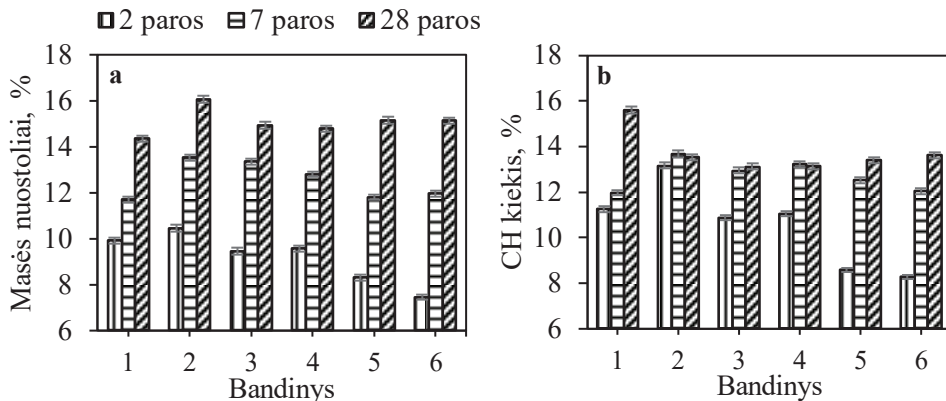 2 paros 7 paros 28 paros
18
16
14
12
10
8
6
Masės nuostoliai, %
a
1 2 3 4 5 6
Bandinys
18
16
14
12
10
8
6
CH kiekis, %
b
1 2 3 4 5 6
Bandinys